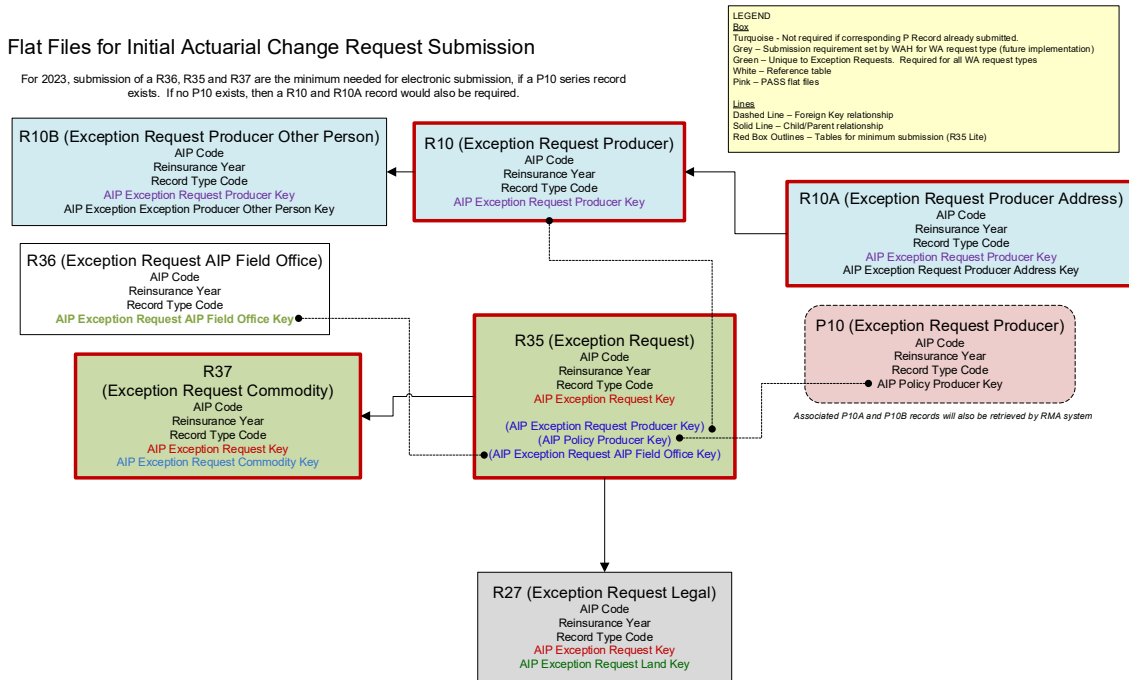 Flat Files for Initial Actuarial Change Request Submission
For 2023, submission of a R36, R35 and R37 are the minimum needed for electronic submission, if a P10 series record
exists.  If no P10 exists, then a R10 and R10A record would also be required.
LEGEND
Box
Turquoise - Not required if corresponding P Record already submitted.
Grey – Submission requirement set by WAH for WA request type (future implementation)
Green – Unique to Exception Requests.  Required for all WA request types
White – Reference table
Pink – PASS flat files
Lines
Dashed Line – Foreign Key relationship
Solid Line – Child/Parent relationship
Red Box Outlines – Tables for minimum submission (R35 Lite)
R10B (Exception Request Producer Other Person)
AIP Code
Reinsurance Year
Record Type Code
AIP Exception Request Producer Key
AIP Exception Exception Producer Other Person Key
R10 (Exception Request Producer)
AIP Code
Reinsurance Year
Record Type Code
AIP Exception Request Producer Key
R10A (Exception Request Producer Address)
AIP Code
Reinsurance Year
Record Type Code
AIP Exception Request Producer Key
AIP Exception Request Producer Address Key
R36 (Exception Request AIP Field Office)
AIP Code
Reinsurance Year
Record Type Code
AIP Exception Request AIP Field Office Key
R35 (Exception Request)
AIP Code
Reinsurance Year
Record Type Code
AIP Exception Request Key
(AIP Exception Request Producer Key)
(AIP Policy Producer Key)
(AIP Exception Request AIP Field Office Key)
P10 (Exception Request Producer)
AIP Code
Reinsurance Year
Record Type Code
AIP Policy Producer Key
Associated P10A and P10B records will also be retrieved by RMA system
R37
(Exception Request Commodity)
AIP Code
Reinsurance Year
Record Type Code
AIP Exception Request Key
AIP Exception Request Commodity Key
R27 (Exception Request Legal)
AIP Code
Reinsurance Year
Record Type Code
AIP Exception Request Key
AIP Exception Request Land Key